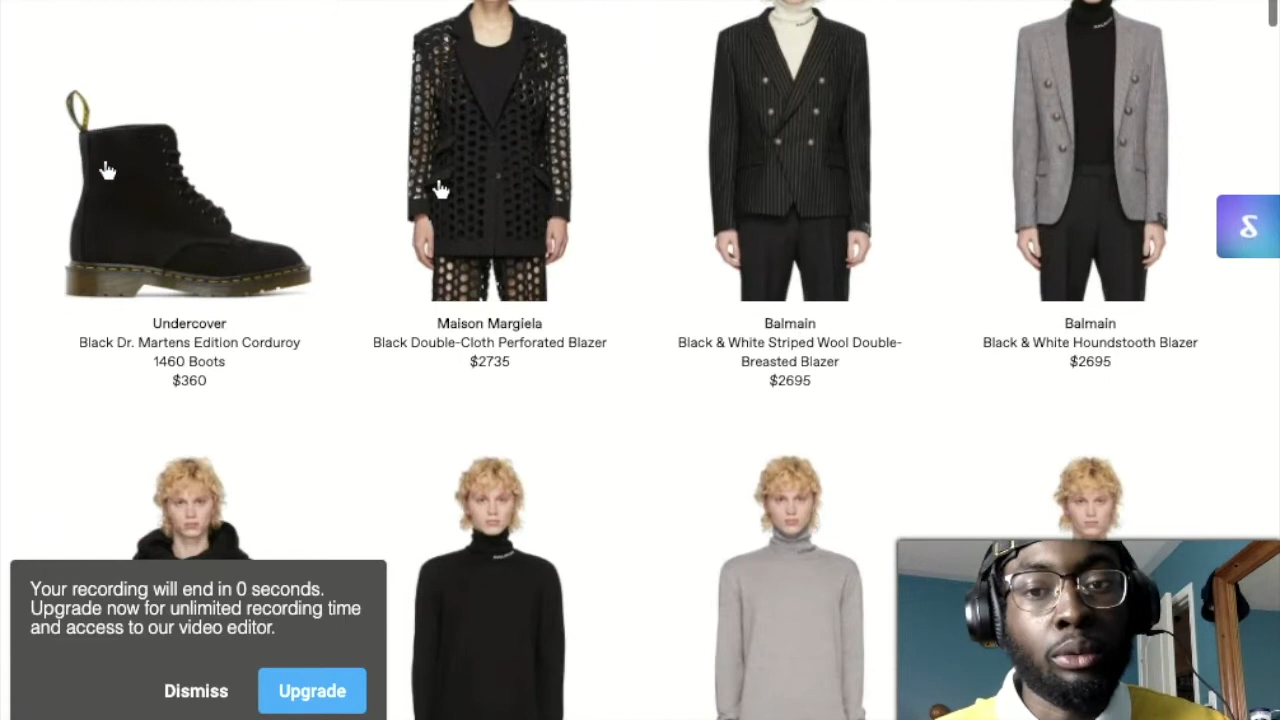 Undercover
Black Dr. Martens Edition Corduroy
1460 Boots
$360
Maison Margiela
Black Double-Cloth Perforated Blazer
$2735
Balmain
Black & White Striped Wool Double-
Breasted Blazer
$2695
Balmain
Black & White Houndstooth Blazer
$2695
Your recording will end in 0 seconds.
Upgrade now for unlimited recording time
and access to our video editor.
Dismiss
Upgrade